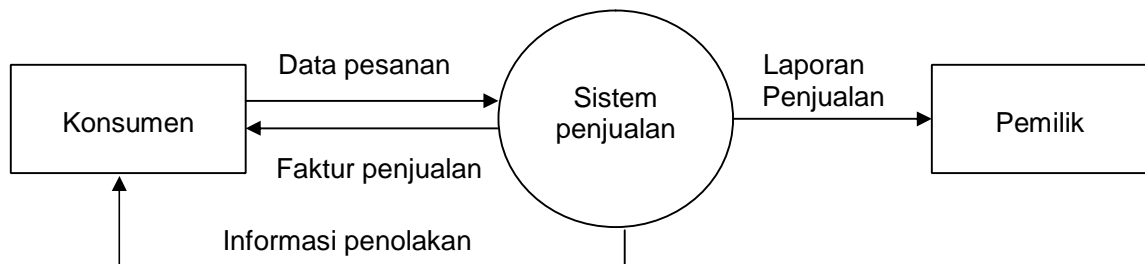 Data pesanan
Konsumen
Faktur penjualan
Informasi penolakan
Sistem
penjualan
Laporan
Penjualan
Pemilik